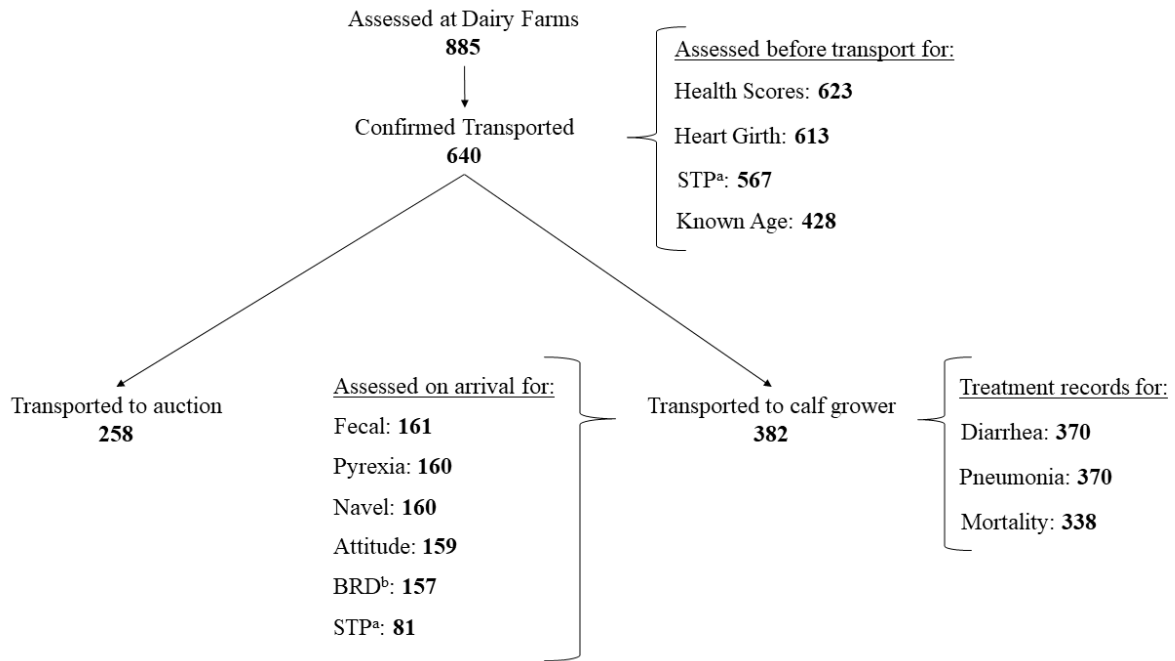 Assessed at Dairy Farms
885
Confirmed Transported
640
Assessed before transport for:
Health Scores: 623
Heart Girth: 613
STPᵃ: 567
Known Age: 428
Transported to auction
258
Assessed on arrival for:
Fecal: 161
Pyrexia: 160
Navel: 160
Attitude: 159
BRDᵇ: 157
STPᵃ: 81
Transported to calf grower
382
Treatment records for:
Diarrhea: 370
Pneumonia: 370
Mortality: 338